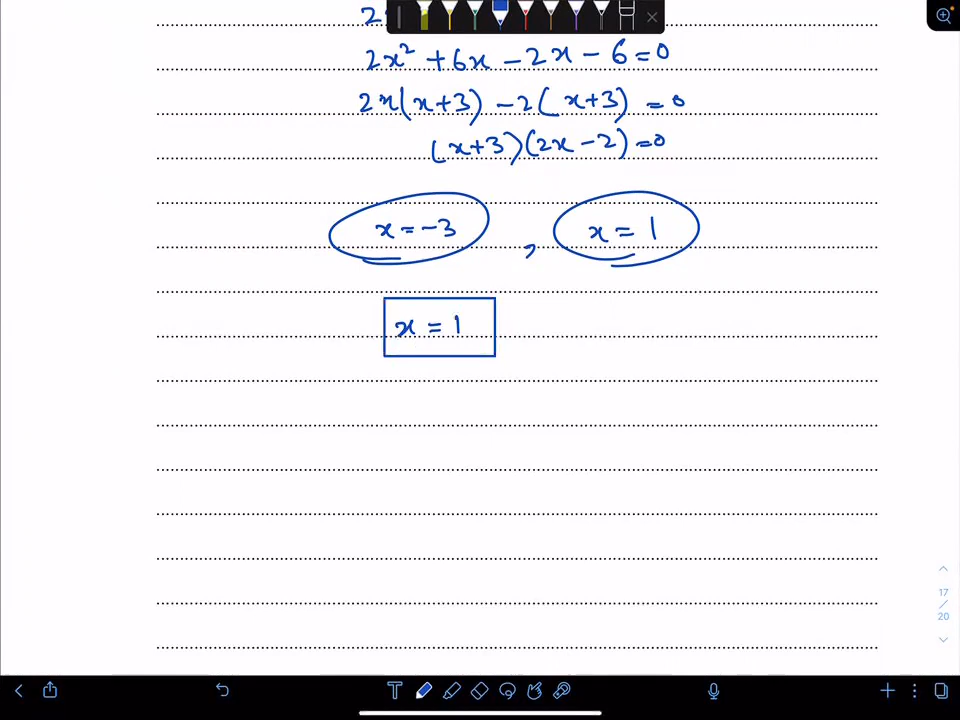 2x² + 6x - 2x - 6 = 0
2x(x+3) - 2(x+3) = 0
(x+3)(2x-2) = 0
x = -3 , x = 1
x = 1
17
/
20